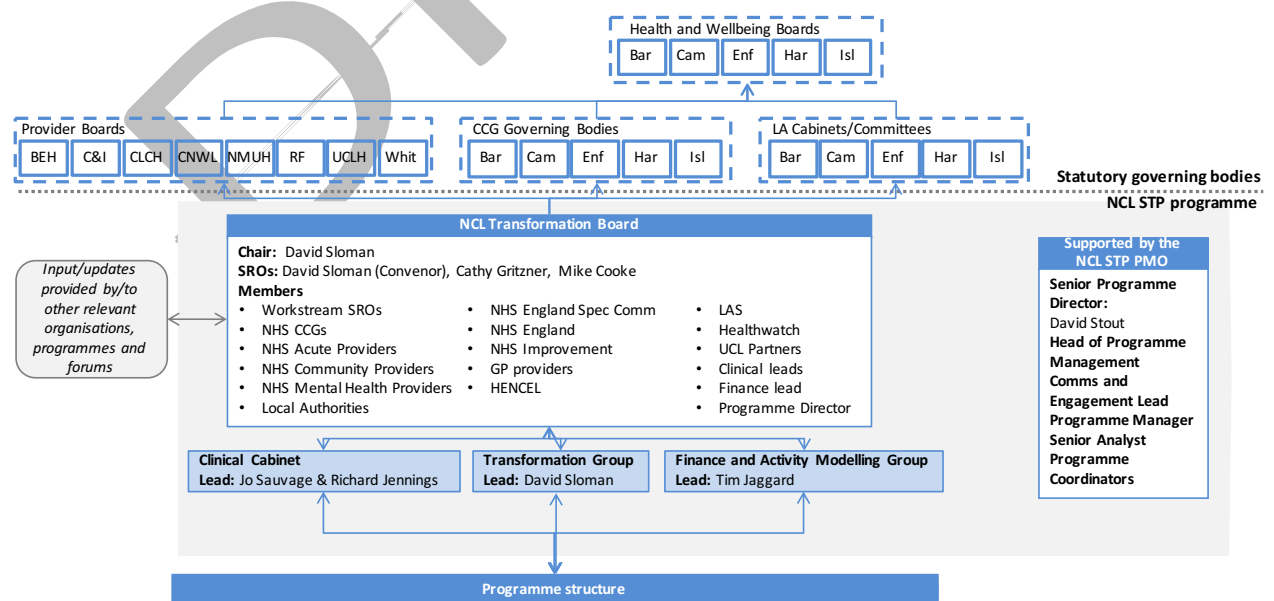 Health and Wellbeing Boards
Bar Cam Enf Har Isl
Provider Boards
BEH C&I CLCH CNWL NMUH RF UCLH Whit
CCG Governing Bodies
Bar Cam Enf Har Isl
LA Cabinets/Committees
Bar Cam Enf Har Isl
Statutory governing bodies
NCL STP programme
NCL Transformation Board
Chair: David Sloman
SROs: David Sloman (Convenor), Cathy Gritzner, Mike Cooke
Members
• Workstream SROs
• NHS CCGs
• NHS Acute Providers
• NHS Community Providers
• NHS Mental Health Providers
• Local Authorities
• NHS England Spec Comm
• NHS England
• NHS Improvement
• GP providers
• HENCEL
• LAS
• Healthwatch
• UCL Partners
• Clinical leads
• Finance lead
• Programme Director
Input/updates
provided by/to
other relevant
organisations,
programmes and
forums
Supported by the
NCL STP PMO
Senior Programme
Director:
David Stout
Head of Programme
Management
Comms and
Engagement Lead
Programme Manager
Senior Analyst
Programme
Coordinators
Clinical Cabinet
Lead: Jo Sauvage & Richard Jennings
Transformation Group
Lead: David Sloman
Finance and Activity Modelling Group
Lead: Tim Jaggard
Programme structure